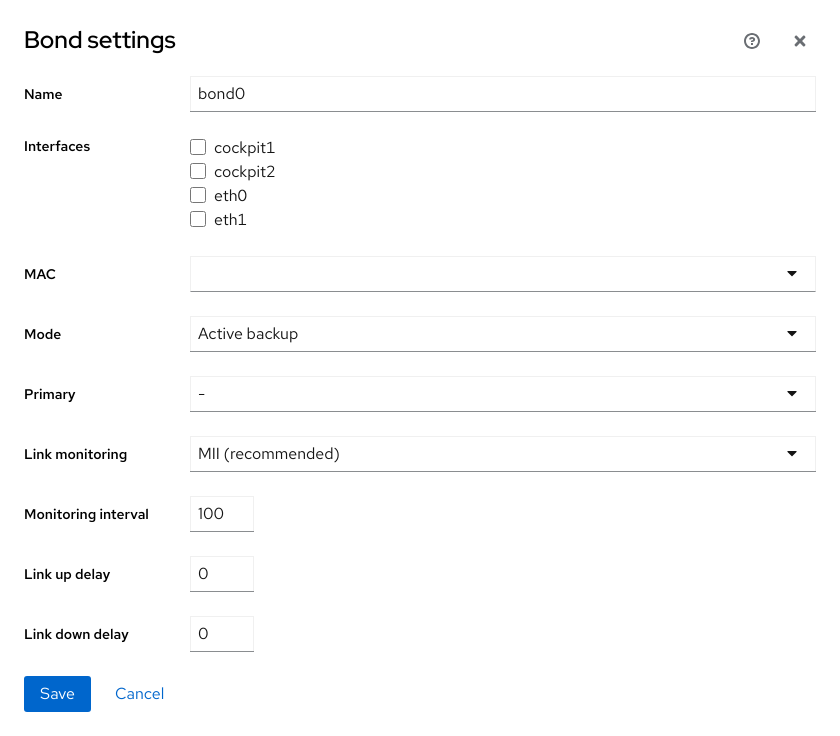 Bond settings
Name bond0
Interfaces cockpit1
cockpit2
eth0
eth1
MAC
Mode Active backup
Primary -
Link monitoring MII (recommended)
Monitoring interval 100
Link up delay 0
Link down delay 0
Save Cancel